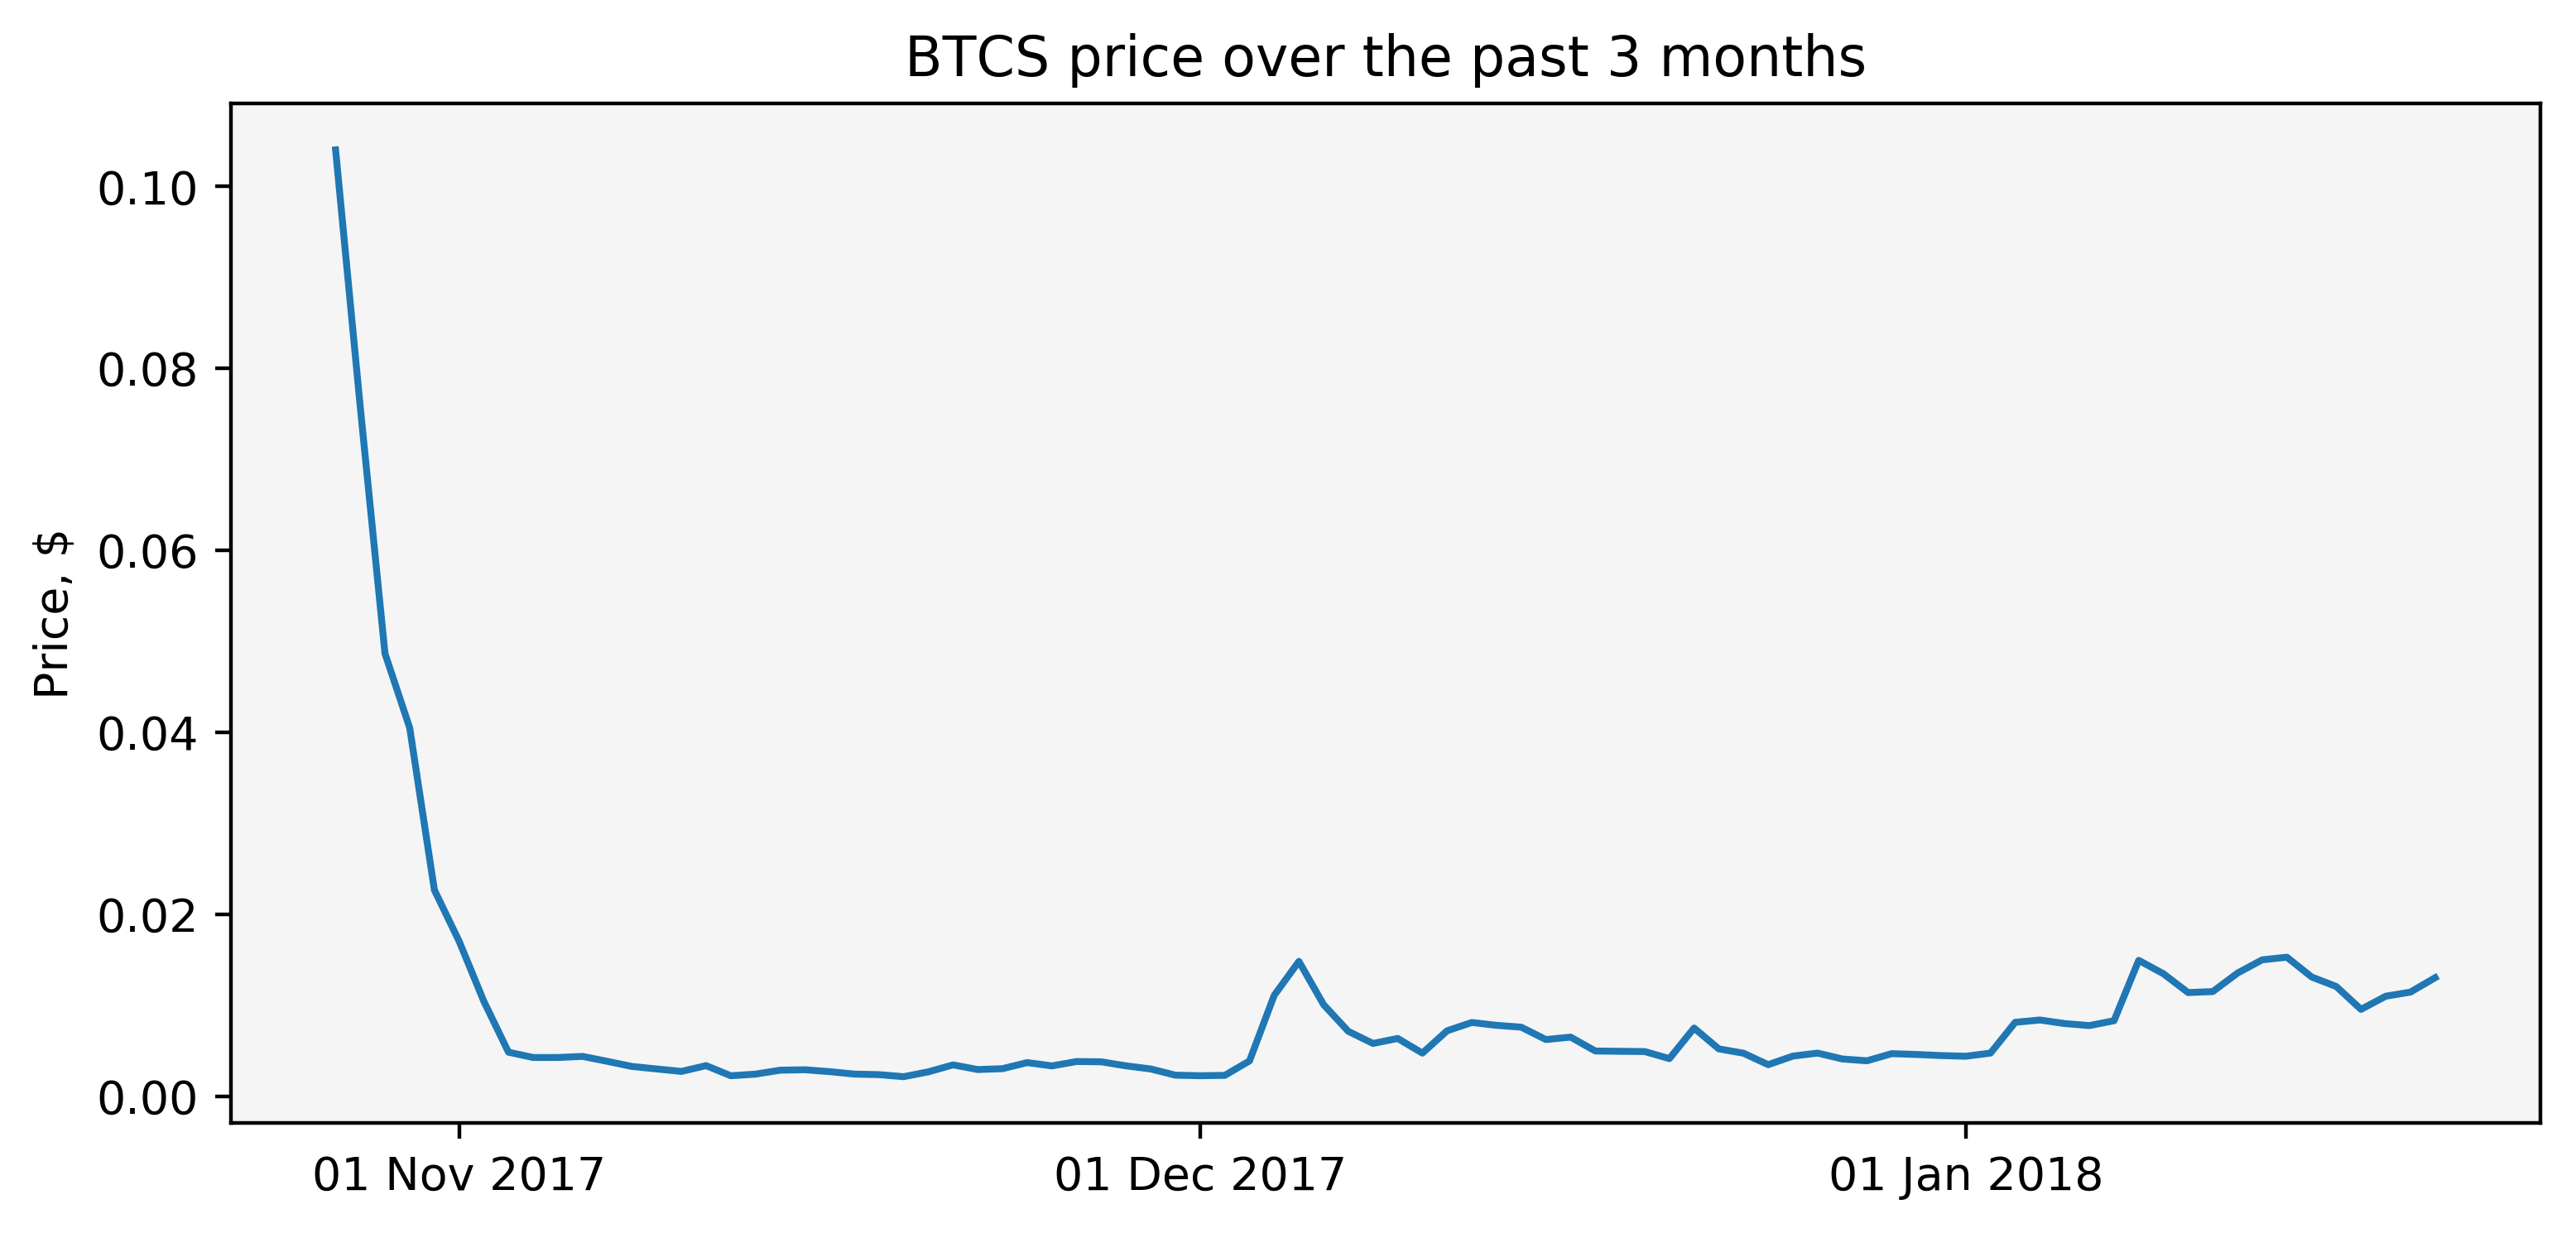 BTCS price over the past 3 months
Price, $
0.10
0.08
0.06
0.04
0.02
0.00
01 Nov 2017
01 Dec 2017
01 Jan 2018